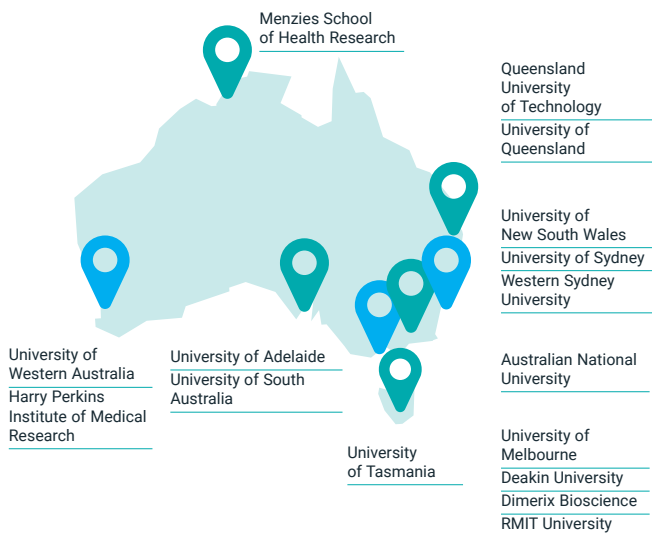 Menzies School
of Health Research
Queensland
University
of Technology
University of
Queensland
University of
New South Wales
University of Sydney
Western Sydney
University
University of
Western Australia
Harry Perkins
Institute of Medical
Research
University of Adelaide
University of South
Australia
Australian National
University
University
of Tasmania
University of
Melbourne
Deakin University
Dimerix Bioscience
RMIT University